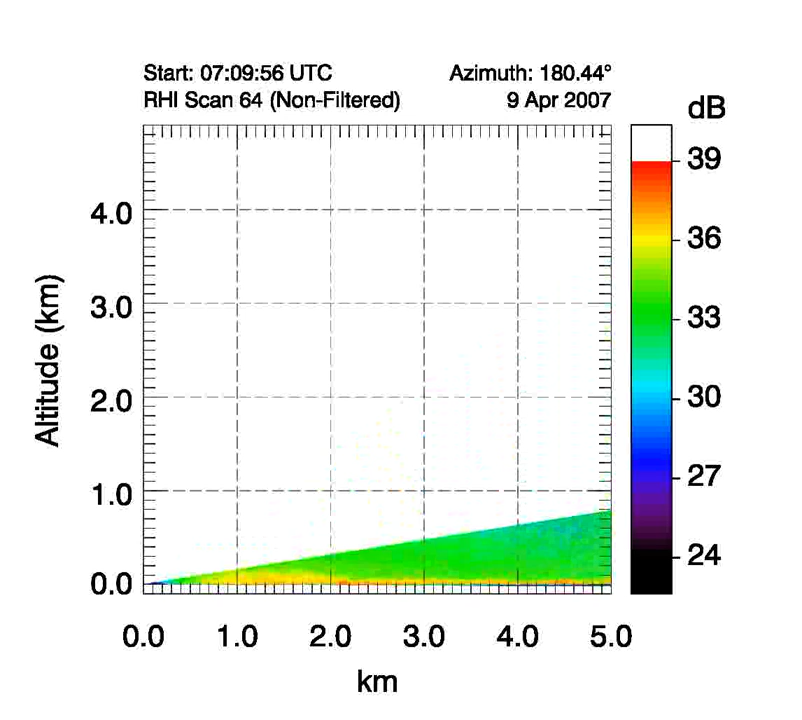 Start: 07:09:56 UTC
Azimuth: 180.44°
RHI Scan 64 (Non-Filtered)
9 Apr 2007
dB
39
36
33
30
27
24
Altitude (km)
4.0
3.0
2.0
1.0
0.0
0.0 1.0 2.0 3.0 4.0 5.0
km